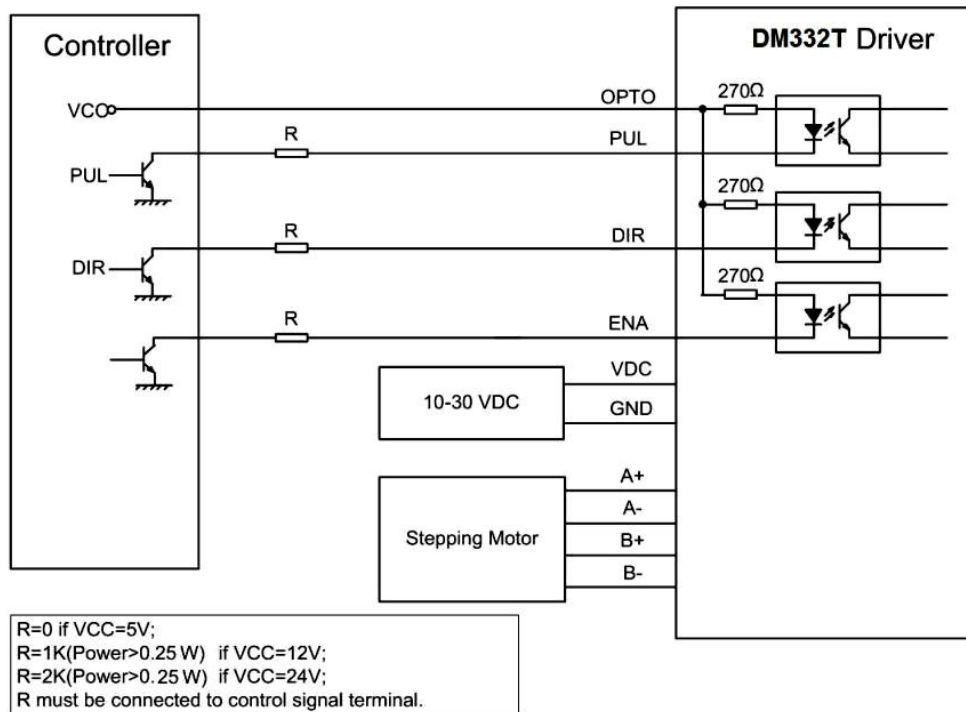 Controller
DM332T Driver
VCC
OPTO
270Ω
PUL
R
PUL
270Ω
DIR
R
DIR
270Ω
R
ENA
10-30 VDC
VDC
GND
Stepping Motor
A+
A-
B+
B-
R=0 if VCC=5V;
R=1K(Power>0.25 W) if VCC=12V;
R=2K(Power>0.25 W) if VCC=24V;
R must be connected to control signal terminal.